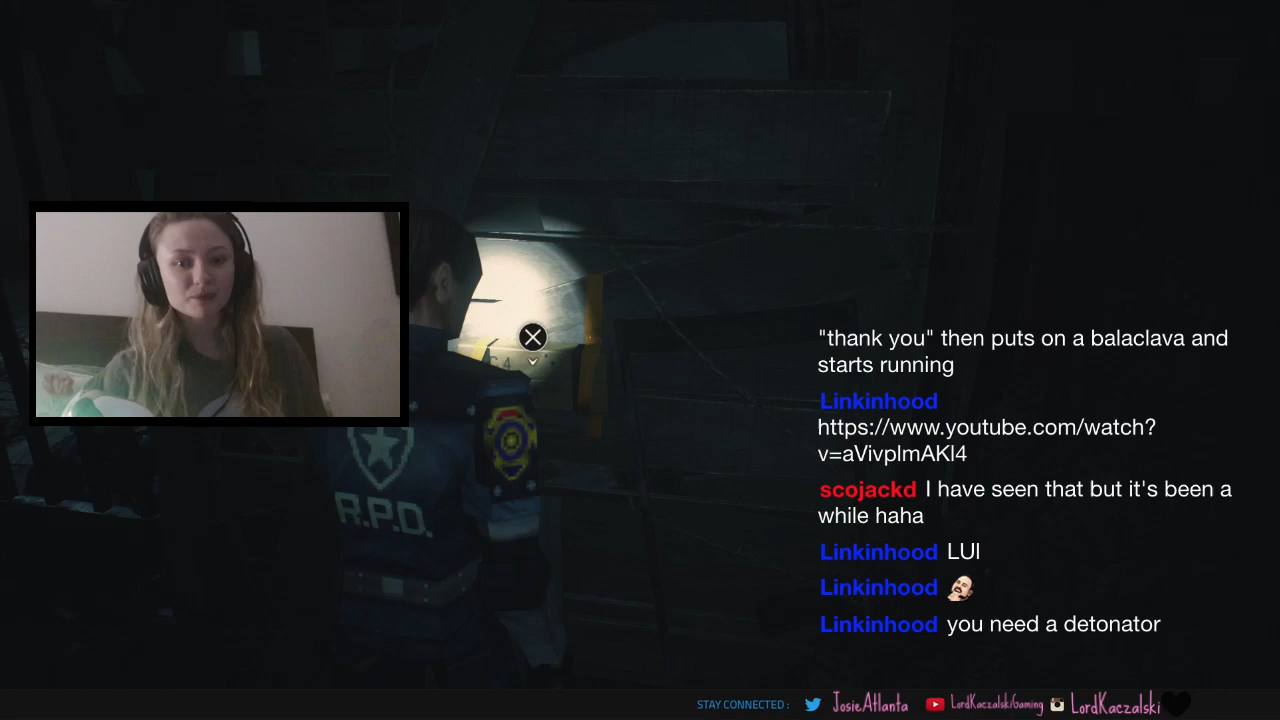 "thank you" then puts on a balaclava and
starts running
Linkinhood
https://www.youtube.com/watch?
v=aVivplmAKl4
scojackd I have seen that but it's been a
while haha
Linkinhood LUl
Linkinhood
Linkinhood you need a detonator
C4
R.P.D.
STAY CONNECTED : JosieAtlanta LordKaczalskiGaming LordKaczalski